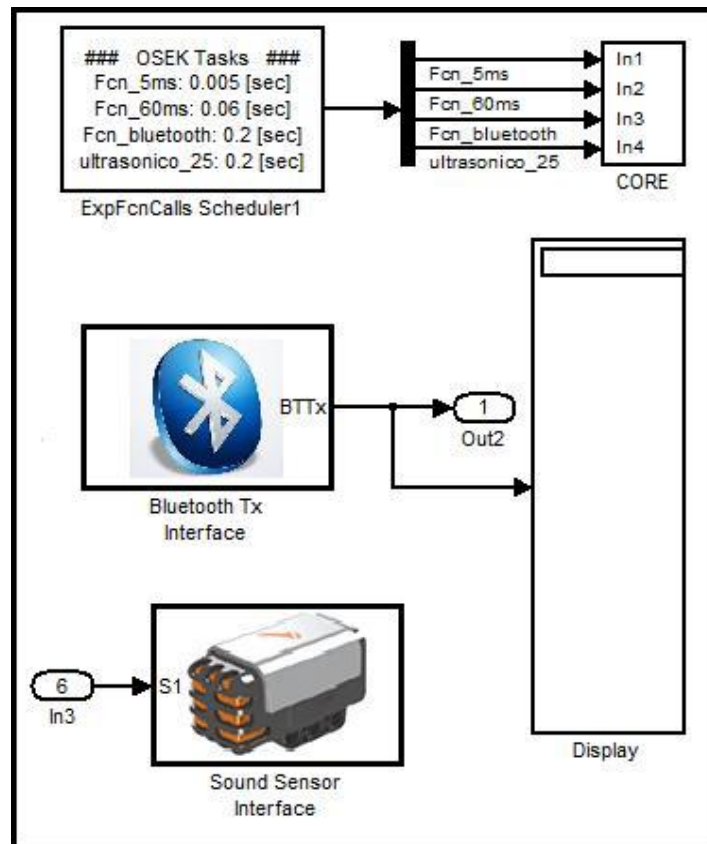 ### OSEK Tasks ###
Fcn_5ms: 0.005 [sec]
Fcn_60ms: 0.06 [sec]
Fcn_bluetooth: 0.2 [sec]
ultrasonico_25: 0.2 [sec]
ExpFcnCalls Scheduler1
Fcn_5ms
Fcn_60ms
Fcn_bluetooth
ultrasonico_25
In1
In2
In3
In4
CORE
BTTx
Bluetooth Tx
Interface
1
Out2
Display
6
In3
S1
Sound Sensor
Interface